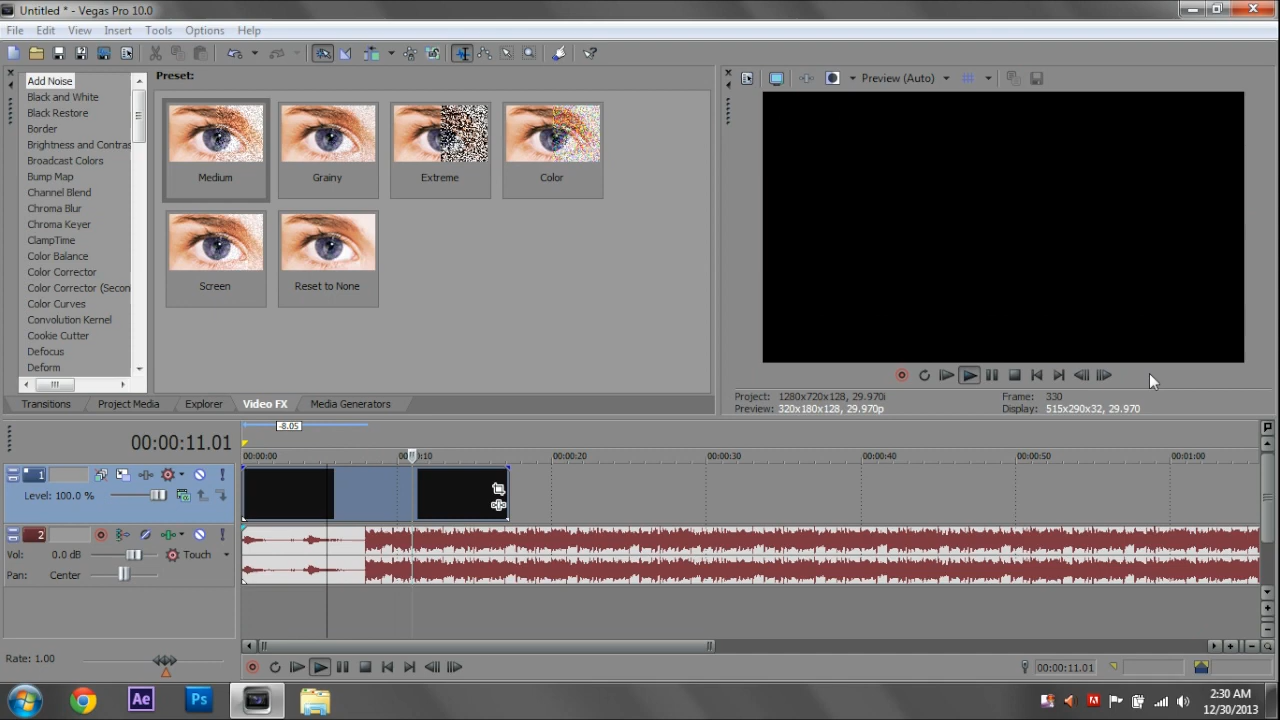 Untitled * - Vegas Pro 10.0
File Edit View Insert Tools Options Help
Add Noise
Black and White
Black Restore
Border
Brightness and Contras
Broadcast Colors
Bump Map
Channel Blend
Chroma Blur
Chroma Keyer
ClampTime
Color Balance
Color Corrector
Color Corrector (Secon
Color Curves
Convolution Kernel
Cookie Cutter
Defocus
Deform
Preset:
Medium Grainy Extreme Color
Screen Reset to None
Preview (Auto)
Project: 1280x720x128, 29.970i Frame: 330
Preview: 320x180x128, 29.970p Display: 515x290x32, 29.970
Transitions Project Media Explorer Video FX Media Generators
00:00:11.01
-8.05
00:00:00 00:00:10 00:00:20 00:00:30 00:00:40 00:00:50 00:01:00
1
Level: 100.0 %
2
Vol: 0.0 dB Touch
Pan: Center
Rate: 1.00
00:00:11.01
Ae Ps
2:30 AM
12/30/2013